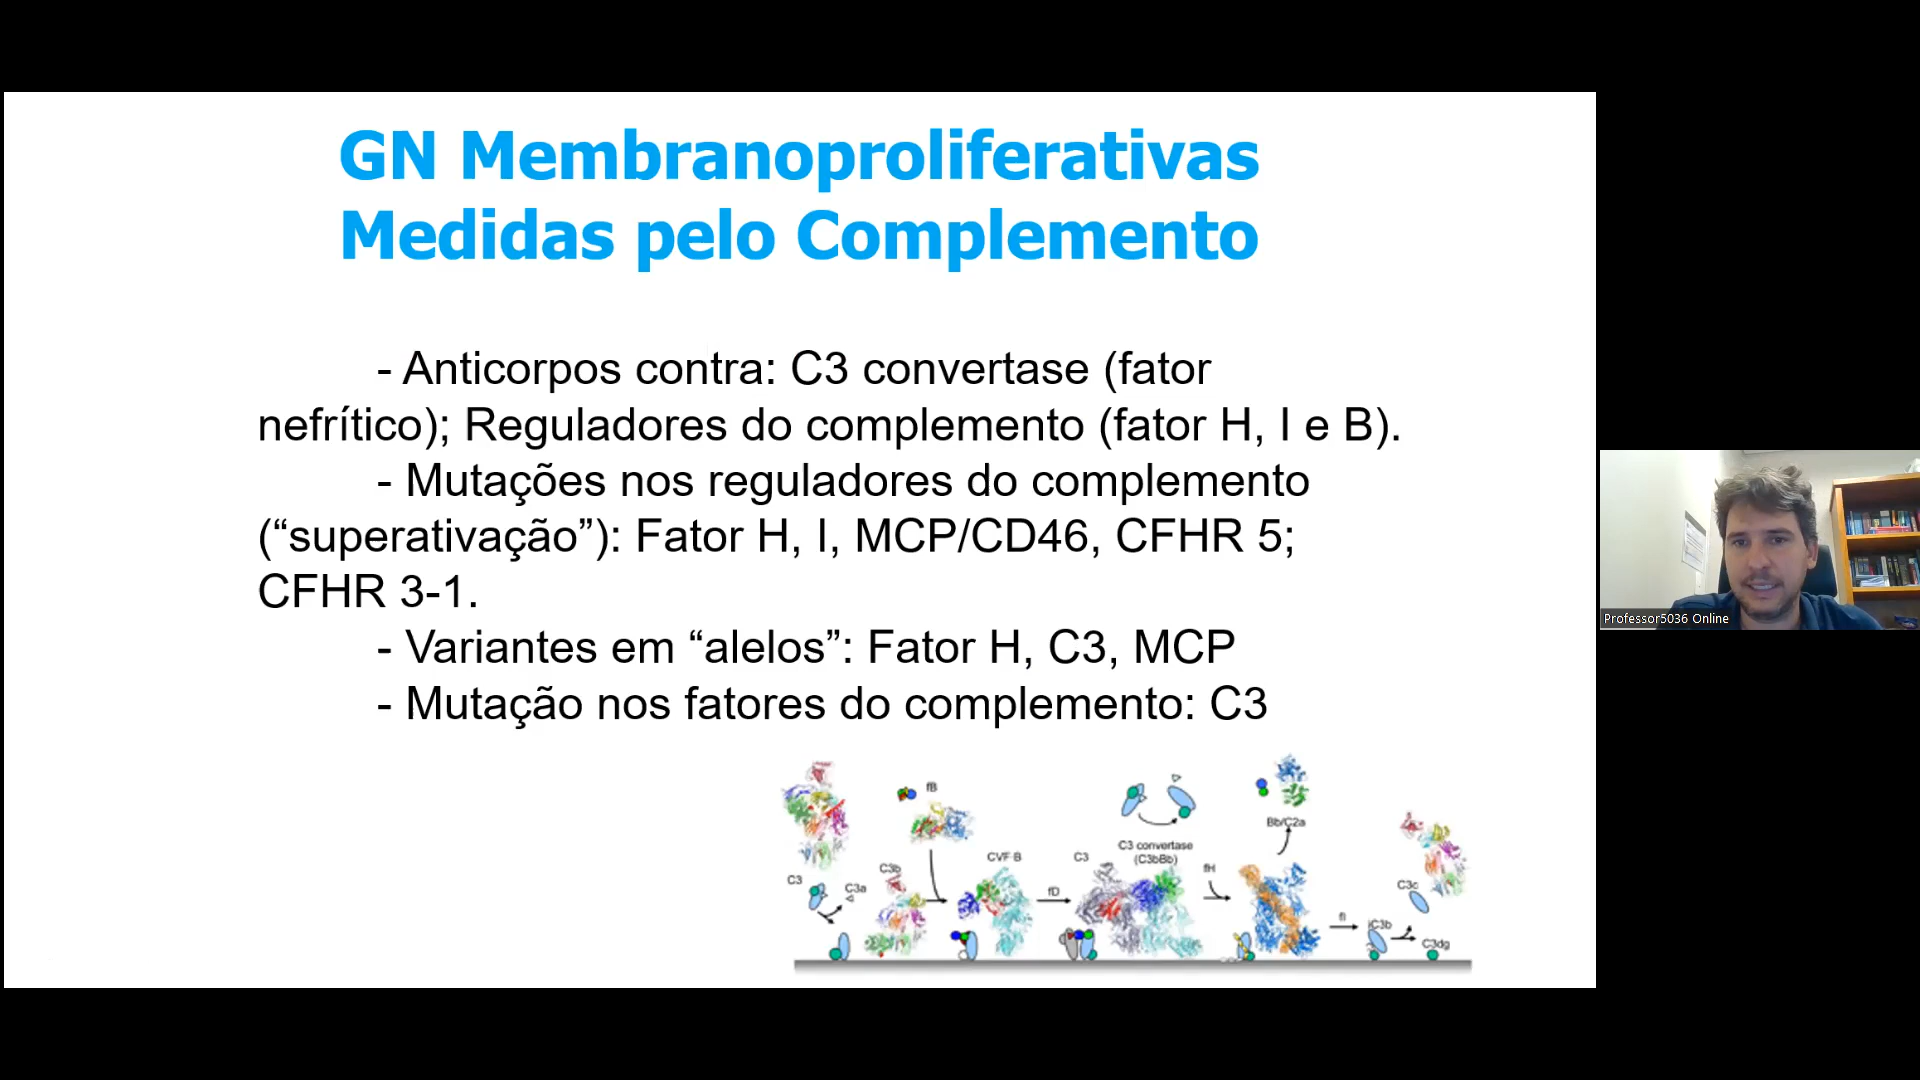 GN Membranoproliferativas
Medidas pelo Complemento
- Anticorpos contra: C3 convertase (fator
nefrítico); Reguladores do complemento (fator H, I e B).
- Mutações nos reguladores do complemento
(“superativação”): Fator H, I, MCP/CD46, CFHR 5;
CFHR 3-1.
- Variantes em “alelos”: Fator H, C3, MCP
- Mutação nos fatores do complemento: C3
fB
Bb/C2a
C3 convertase
(C3bBb)
CVF B
C3
C3b
fH
C3
C3a
fD
C3c
fI
iC3b
C3dg
Professor5036 Online